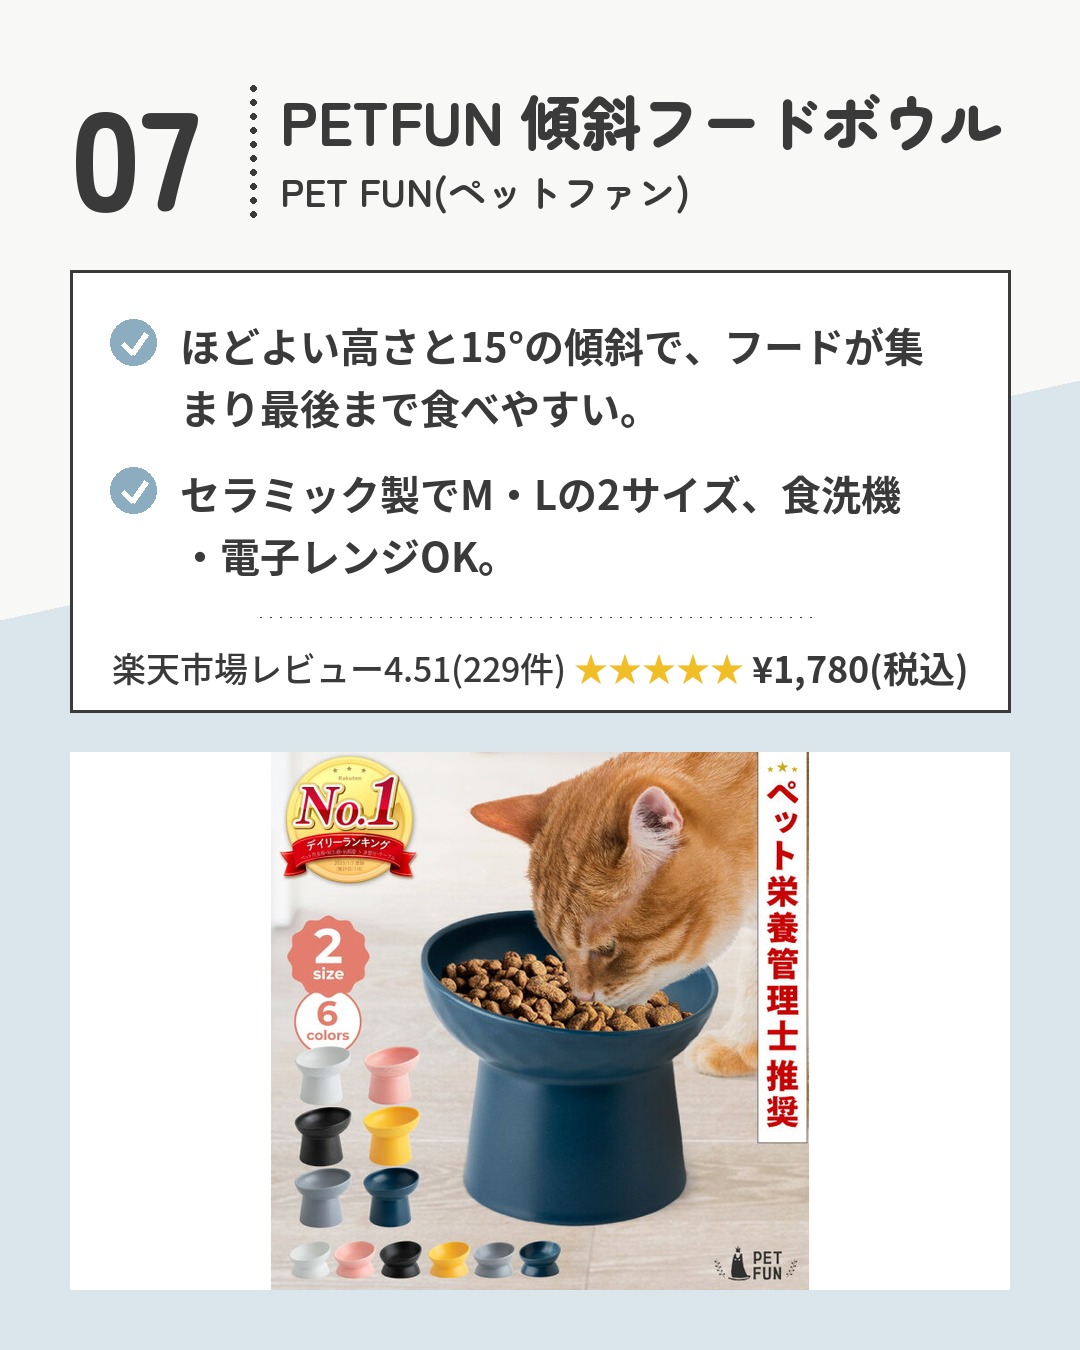 07
PETFUN 傾斜フードボウル
PET FUN(ペットファン)
ほどよい高さと15°の傾斜で、フードが集
まり最後まで食べやすい。
セラミック製でM・Lの2サイズ、食洗機
・電子レンジOK。
楽天市場レビュー4.51(229件) ★★★★★ ¥1,780(税込)
Rakuten
No.1
デイリーランキング
2
size
6
colors
ペット栄養管理士推奨
PET
FUN